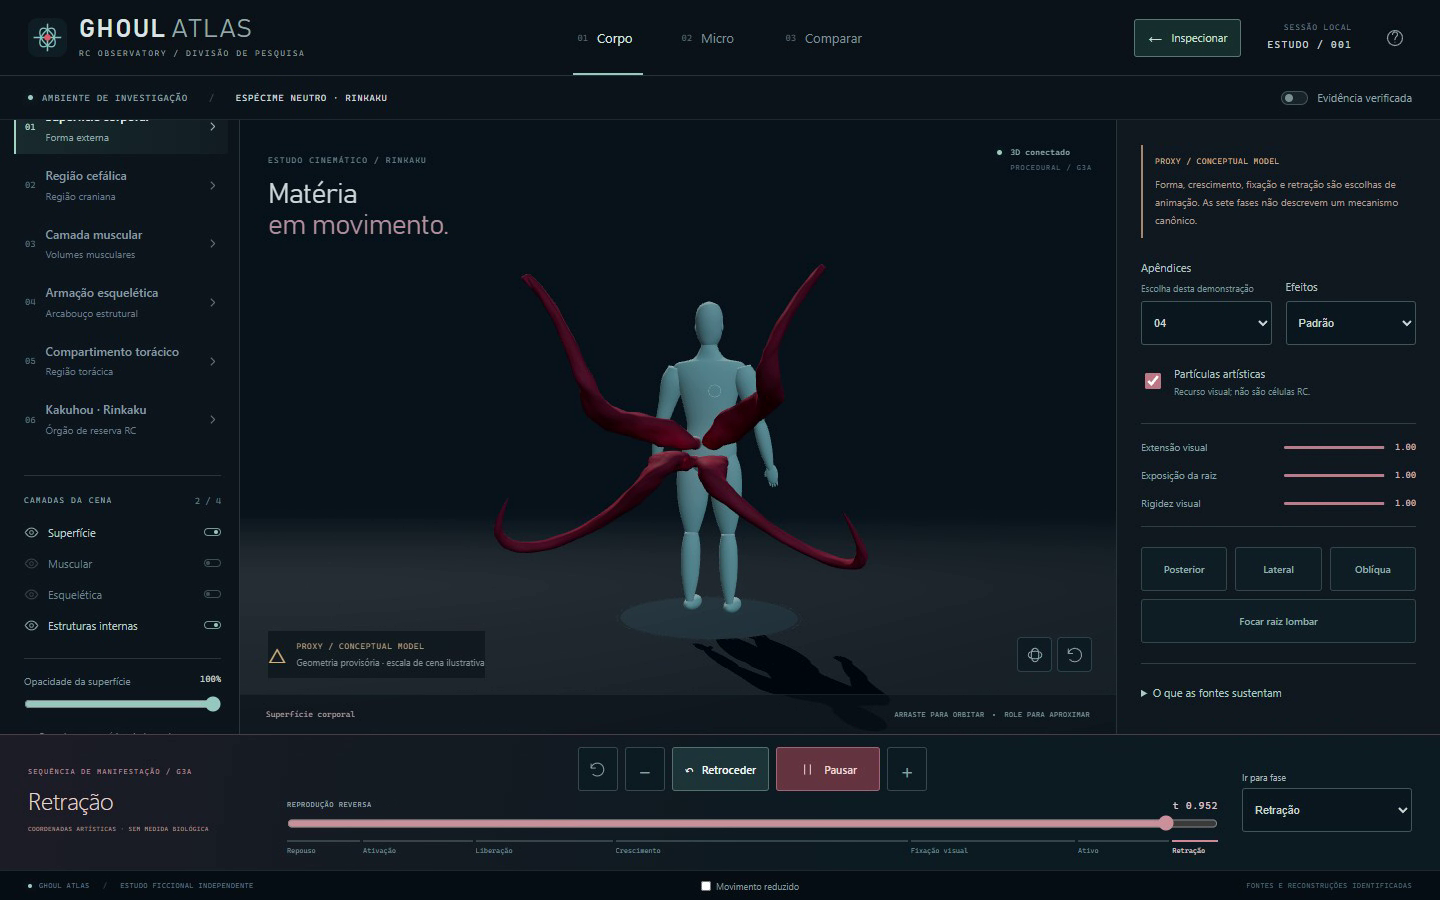 GHOUL ATLAS
RC OBSERVATORY / DIVISÃO DE PESQUISA
01 Corpo
02 Micro
03 Comparar
← Inspecionar
SESSÃO LOCAL
ESTUDO / 001
AMBIENTE DE INVESTIGAÇÃO / ESPÉCIME NEUTRO · RINKAKU
Evidência verificada
01 Superfície corporal
Forma externa
02 Região cefálica
Região craniana
03 Camada muscular
Volumes musculares
04 Armação esquelética
Arcabouço estrutural
05 Compartimento torácico
Região torácica
06 Kakuhou · Rinkaku
Órgão de reserva RC
CAMADAS DA CENA 2 / 4
Superfície
Muscular
Esquelética
Estruturas internas
Opacidade da superfície 100%
ESTUDO CINEMÁTICO / RINKAKU
Matéria
em movimento.
3D conectado
PROCEDURAL / G3A
PROXY / CONCEPTUAL MODEL
Geometria provisória · escala de cena ilustrativa
Superfície corporal
ARRASTE PARA ORBITAR • ROLE PARA APROXIMAR
PROXY / CONCEPTUAL MODEL
Forma, crescimento, fixação e retração são escolhas de
animação. As sete fases não descrevem um mecanismo
canônico.
Apêndices
Escolha desta demonstração
04
Efeitos
Padrão
Partículas artísticas
Recurso visual; não são células RC.
Extensão visual 1.00
Exposição da raiz 1.00
Rigidez visual 1.00
Posterior
Lateral
Oblíqua
Focar raiz lombar
O que as fontes sustentam
SEQUÊNCIA DE MANIFESTAÇÃO / G3A
Retração
COORDENADAS ARTÍSTICAS · SEM MEDIDA BIOLÓGICA
− Retroceder Pausar +
REPRODUÇÃO REVERSA t 0.952
Repouso Ativação Liberação Crescimento Fixação visual Ativo Retração
Ir para fase
Retração
GHOUL ATLAS / ESTUDO FICCIONAL INDEPENDENTE
Movimento reduzido
FONTES E RECONSTRUÇÕES IDENTIFICADAS